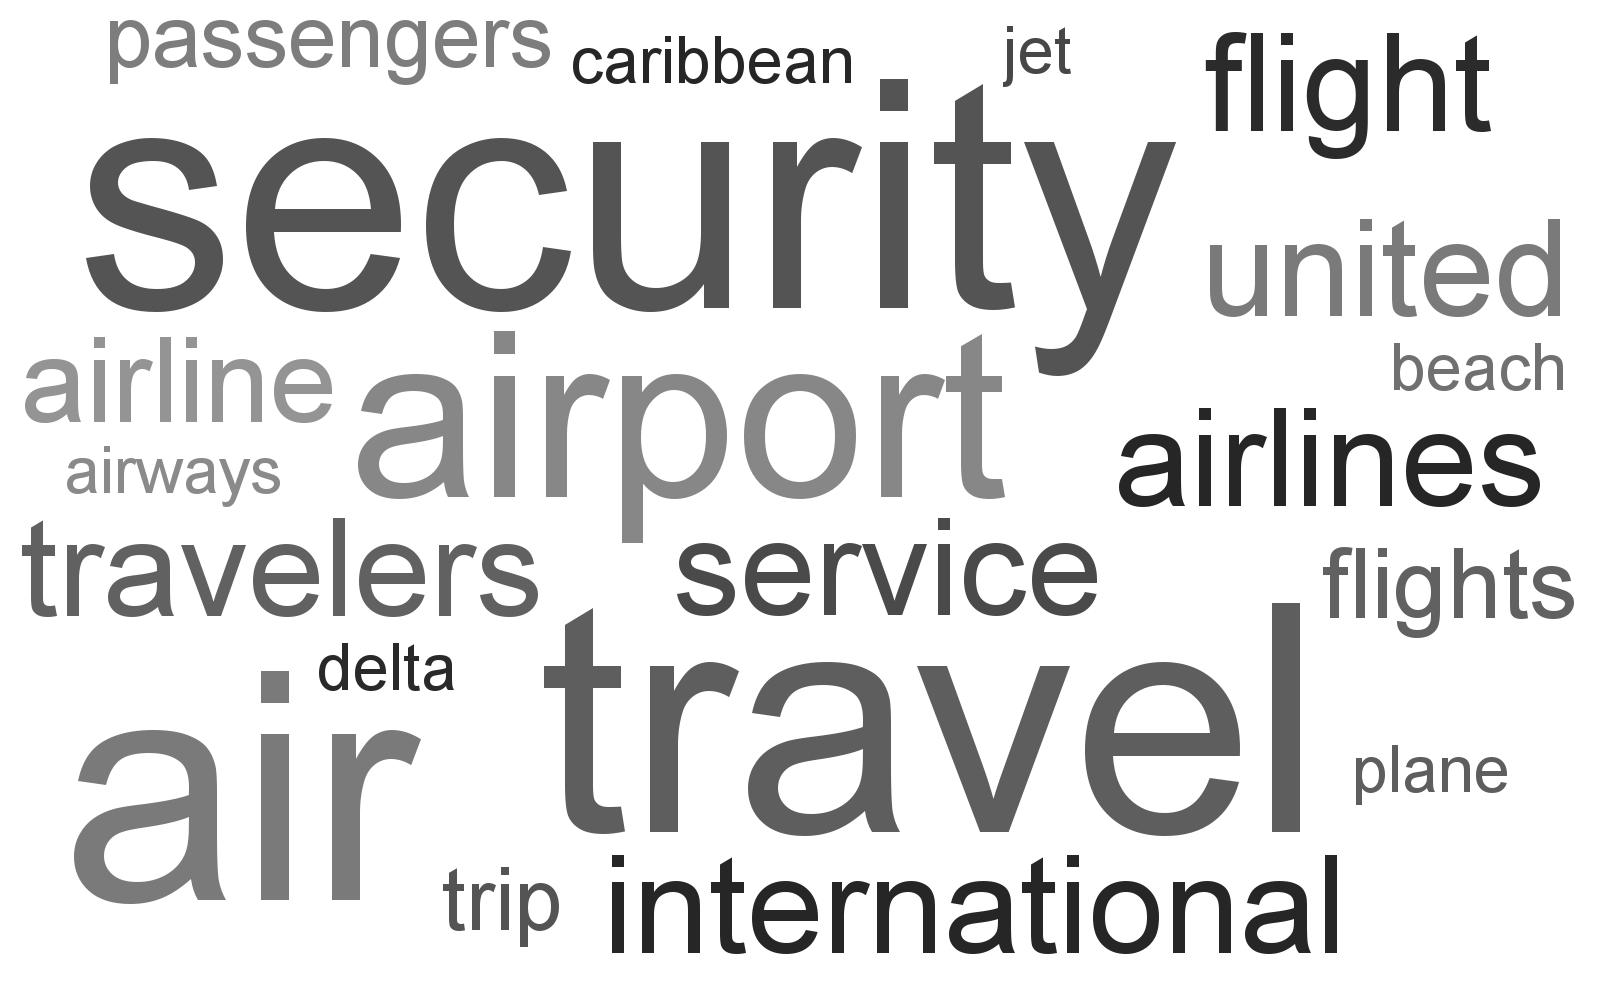 passengers
caribbean
jet
flight
security
united
airline
airport
beach
airways
airlines
travelers
service
flights
delta
travel
air
plane
trip
international